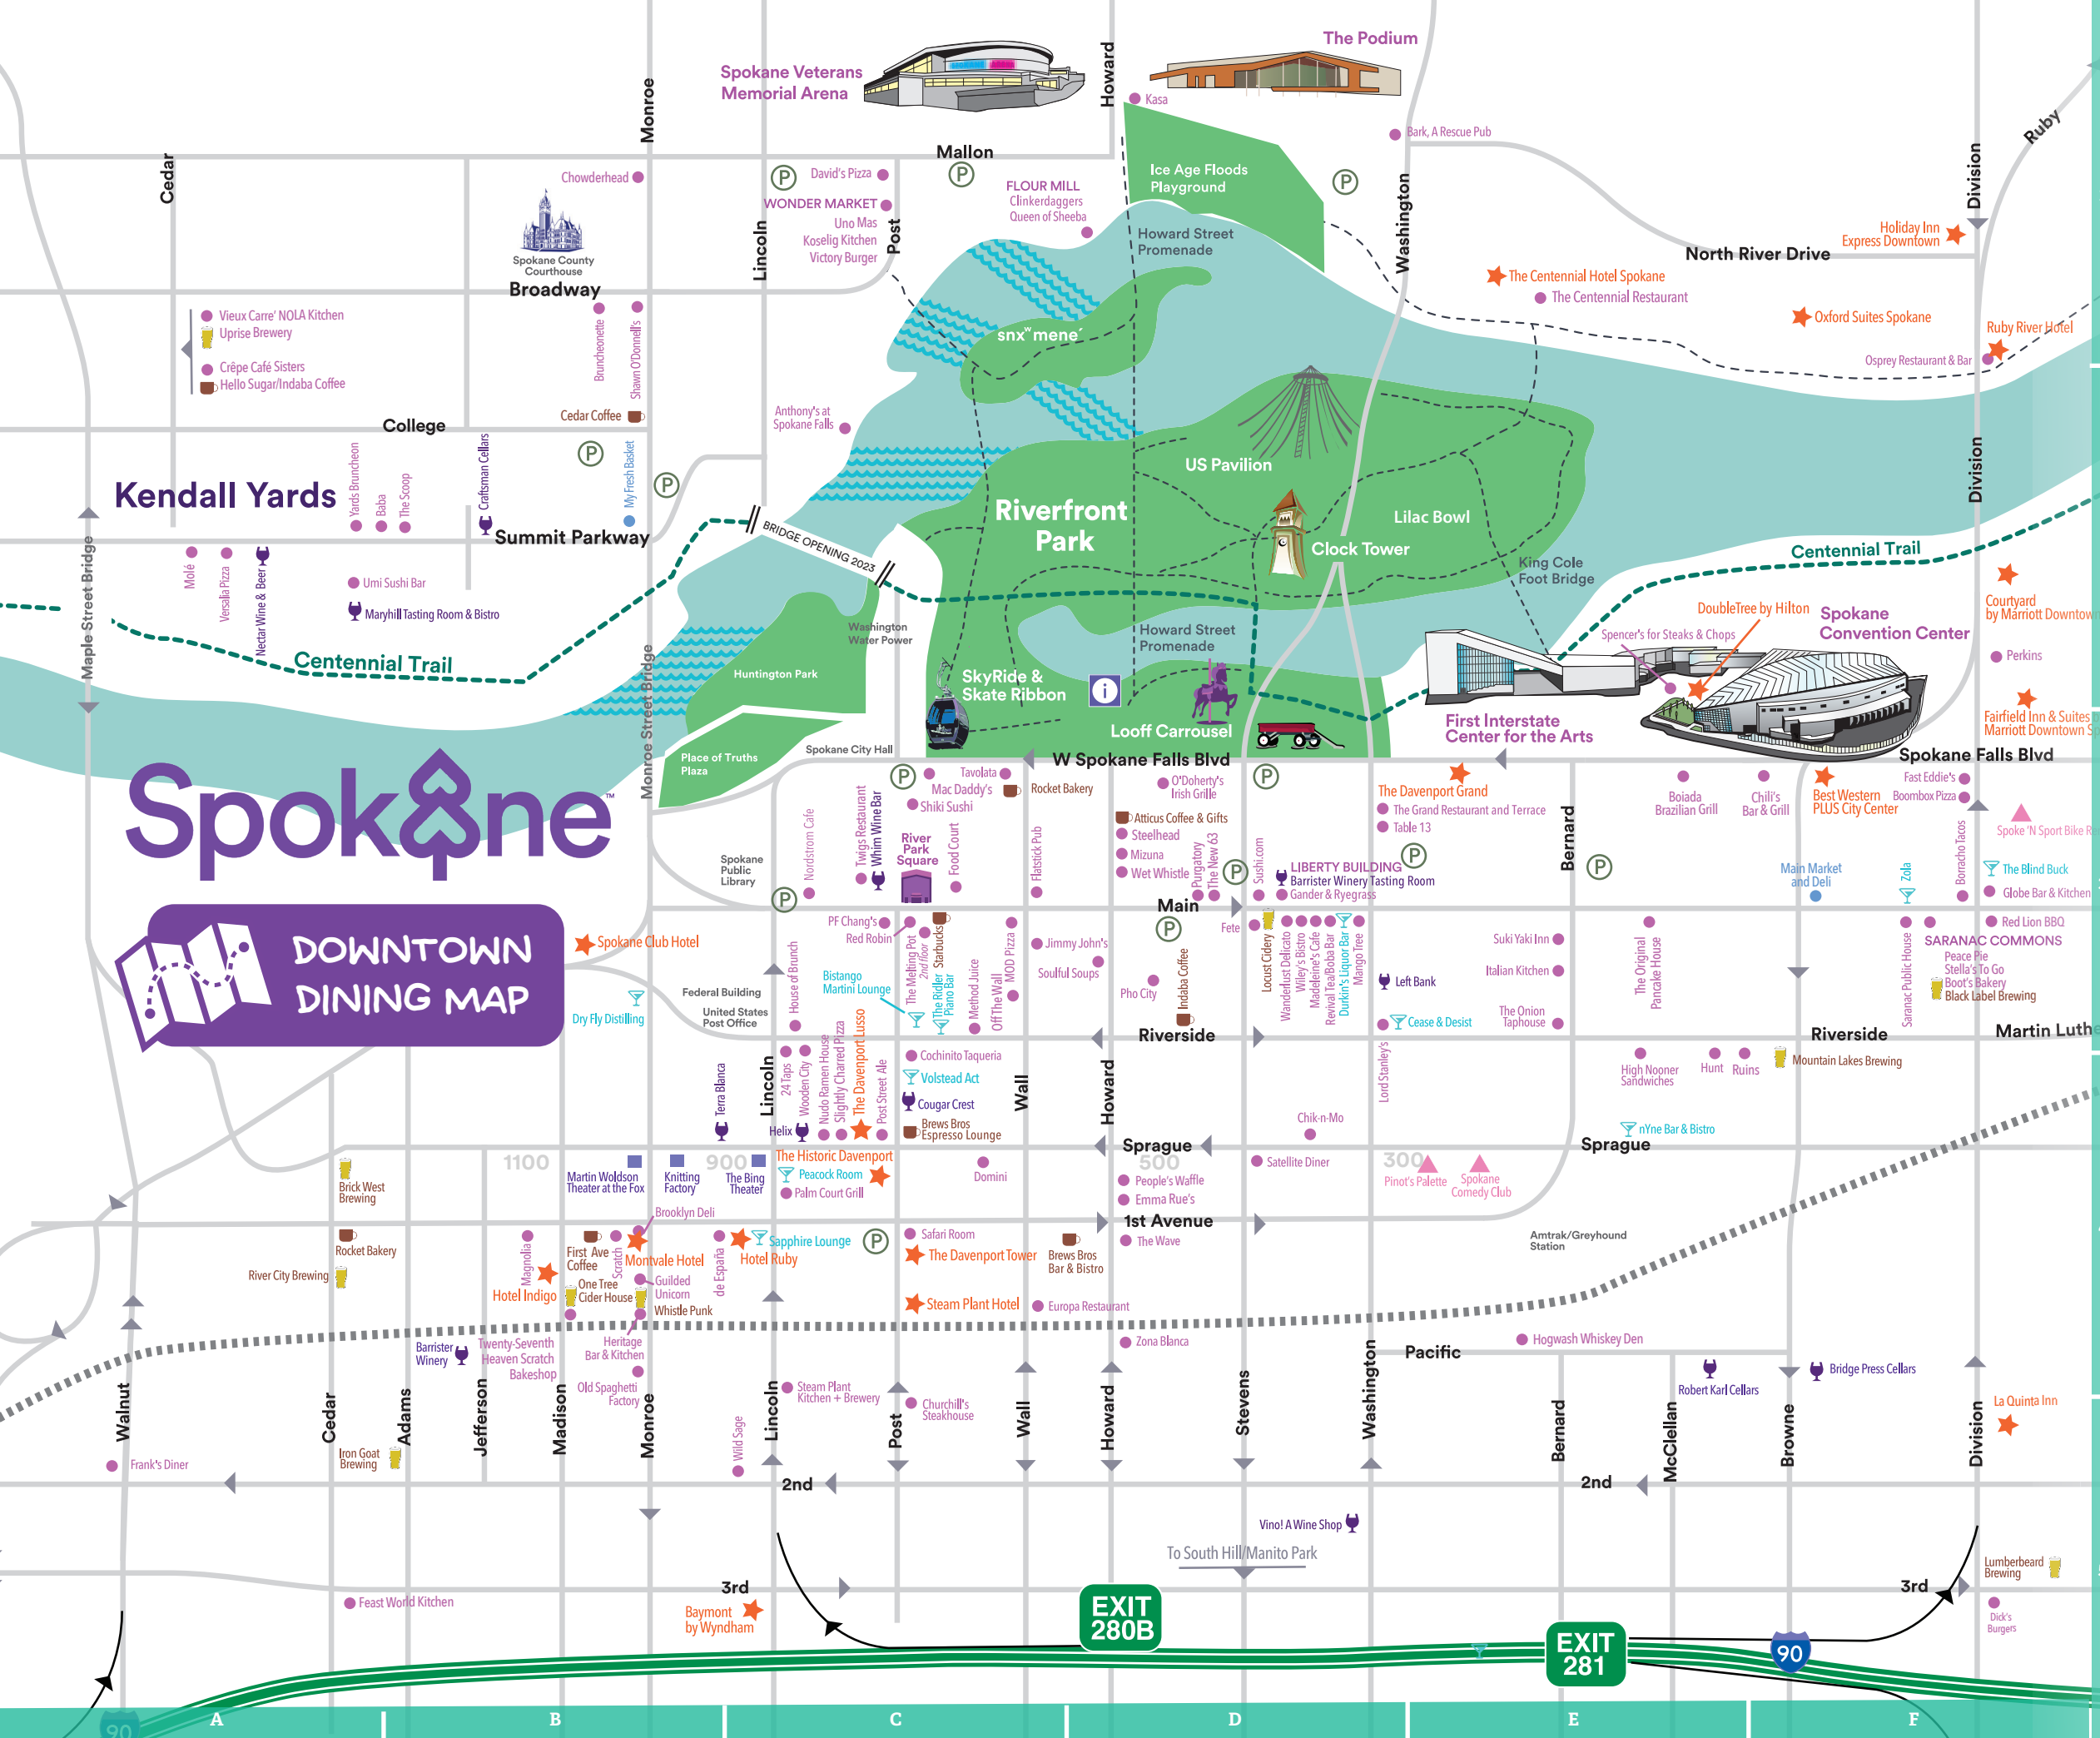 The Podium
Spokane Veterans
Memorial Arena
Howard
Monroe
Kasa
Bark, A Rescue Pub
Ruby
Mallon
Cedar
Division
Chowderhead
P
David's Pizza
P
Ice Age Floods
Playground
P
FLOUR MILL
Clinkerdaggers
Queen of Sheeba
WONDER MARKET
Uno Mas
Koselig Kitchen
Victory Burger
Lincoln
Post
Washington
Howard Street
Promenade
Holiday Inn
Express Downtown
North River Drive
Spokane County
Courthouse
Broadway
The Centennial Hotel Spokane
The Centennial Restaurant
Oxford Suites Spokane
Ruby River Hotel
Osprey Restaurant & Bar
Vieux Carre' NOLA Kitchen
Uprise Brewery
Crêpe Café Sisters
Hello Sugar/Indaba Coffee
Bruncheonette
Shawn O'Donnell's
snxʷmeneʹ
Cedar Coffee
College
Anthony's at
Spokane Falls
P
Craftsman Cellars
My Fresh Basket
P
US Pavilion
Division
Kendall Yards
Yards Bruncheon
Baba
The Scoop
Riverfront
Park
Lilac Bowl
Summit Parkway
BRIDGE OPENING 2023
Clock Tower
Centennial Trail
King Cole
Foot Bridge
Maple Street Bridge
Molé
Versalia Pizza
Nectar Wine & Beer
Umi Sushi Bar
Maryhill Tasting Room & Bistro
Courtyard
by Marriott Downtown
DoubleTree by Hilton
Spokane
Convention Center
Spencer's for Steaks & Chops
Washington
Water Power
Howard Street
Promenade
Perkins
Centennial Trail
Monroe Street Bridge
Huntington Park
SkyRide &
Skate Ribbon
i
Looff Carrousel
First Interstate
Center for the Arts
Fairfield Inn & Suites
Marriott Downtown Sp
Place of Truths
Plaza
Spokane City Hall
W Spokane Falls Blvd
Spokane Falls Blvd
Spokane™
DOWNTOWN
DINING MAP
P
Tavolata
Mac Daddy's
Shiki Sushi
Rocket Bakery
O'Doherty's
Irish Grille
P
The Davenport Grand
The Grand Restaurant and Terrace
Table 13
Bernard
Boiada
Brazilian Grill
Chili's
Bar & Grill
Best Western
PLUS City Center
Fast Eddie's
Boombox Pizza
Spoke 'N Sport Bike R
Nordstrom Cafe
Twigs Restaurant
Whim Wine Bar
River
Park
Square
Food Court
Flatstick Pub
Atticus Coffee & Gifts
Steelhead
Mizuna
Wet Whistle
Purgatory
The New 63
P
Sushi.com
LIBERTY BUILDING
Barrister Winery Tasting Room
Gander & Ryegrass
P
P
Main Market
and Deli
Zola
Borracho Tacos
The Blind Buck
Globe Bar & Kitchen
Spokane
Public
Library
P
Main
P
Spokane Club Hotel
PF Chang's
Red Robin
House of Brunch
The Melting Pot
2nd floor
Starbucks
MOD Pizza
Jimmy John's
Soulful Soups
Fete
Locust Cidery
Wanderlust Delicato
Wiley's Bistro
Madeleine's Cafe
Revival Tea/Boba Bar
Durkin's Liquor Bar
Mango Tree
Suki Yaki Inn
Italian Kitchen
The Onion
Taphouse
The Original
Pancake House
Saranac Public House
Red Lion BBQ
SARANAC COMMONS
Peace Pie
Stella's To Go
Boot's Bakery
Black Label Brewing
Bistango
Martini Lounge
The Ridler
Piano Bar
Method Juice
Off The Wall
Pho City
Indaba Coffee
Left Bank
Cease & Desist
Dry Fly Distilling
Federal Building
United States
Post Office
Riverside
Riverside
Martin Luthe
Lincoln
24 Taps
Wooden City
Nudo Ramen House
Slightly Charred Pizza
The Davenport Lusso
Post Street Ale
Cochinito Taqueria
Volstead Act
Cougar Crest
Brews Bros
Espresso Lounge
Wall
Howard
Lord Stanley's
High Nooner
Sandwiches
Hunt
Ruins
Mountain Lakes Brewing
Terra Blanca
Helix
Chik-n-Mo
nYne Bar & Bistro
Sprague
Sprague
1100
900
500
300
Martin Woldson
Theater at the Fox
Knitting
Factory
The Bing
Theater
The Historic Davenport
Peacock Room
Palm Court Grill
Domini
People's Waffle
Emma Rue's
Satellite Diner
Pinot's Palette
Spokane
Comedy Club
Brick West
Brewing
Brooklyn Deli
1st Avenue
Rocket Bakery
River City Brewing
Magnolia
First Ave
Coffee
Scratch
Montvale Hotel
de España
Hotel Ruby
Sapphire Lounge
P
Safari Room
The Davenport Tower
Brews Bros
Bar & Bistro
The Wave
Amtrak/Greyhound
Station
Hotel Indigo
One Tree
Cider House
Guilded
Unicorn
Whistle Punk
Steam Plant Hotel
Europa Restaurant
Zona Blanca
Hogwash Whiskey Den
Pacific
Barrister
Winery
Twenty-Seventh
Heaven Scratch
Bakeshop
Heritage
Bar & Kitchen
Old Spaghetti
Factory
Steam Plant
Kitchen + Brewery
Churchill's
Steakhouse
Robert Karl Cellars
Bridge Press Cellars
La Quinta Inn
Walnut
Cedar
Adams
Jefferson
Madison
Monroe
Wild Sage
Lincoln
Post
Wall
Howard
Stevens
Washington
Bernard
McClellan
Browne
Division
Frank's Diner
Iron Goat
Brewing
2nd
2nd
Vino! A Wine Shop
To South Hill/Manito Park
Lumberbeard
Brewing
3rd
3rd
Feast World Kitchen
Baymont
by Wyndham
Dick's
Burgers
EXIT
280B
EXIT
281
90
90
A
B
C
D
E
F